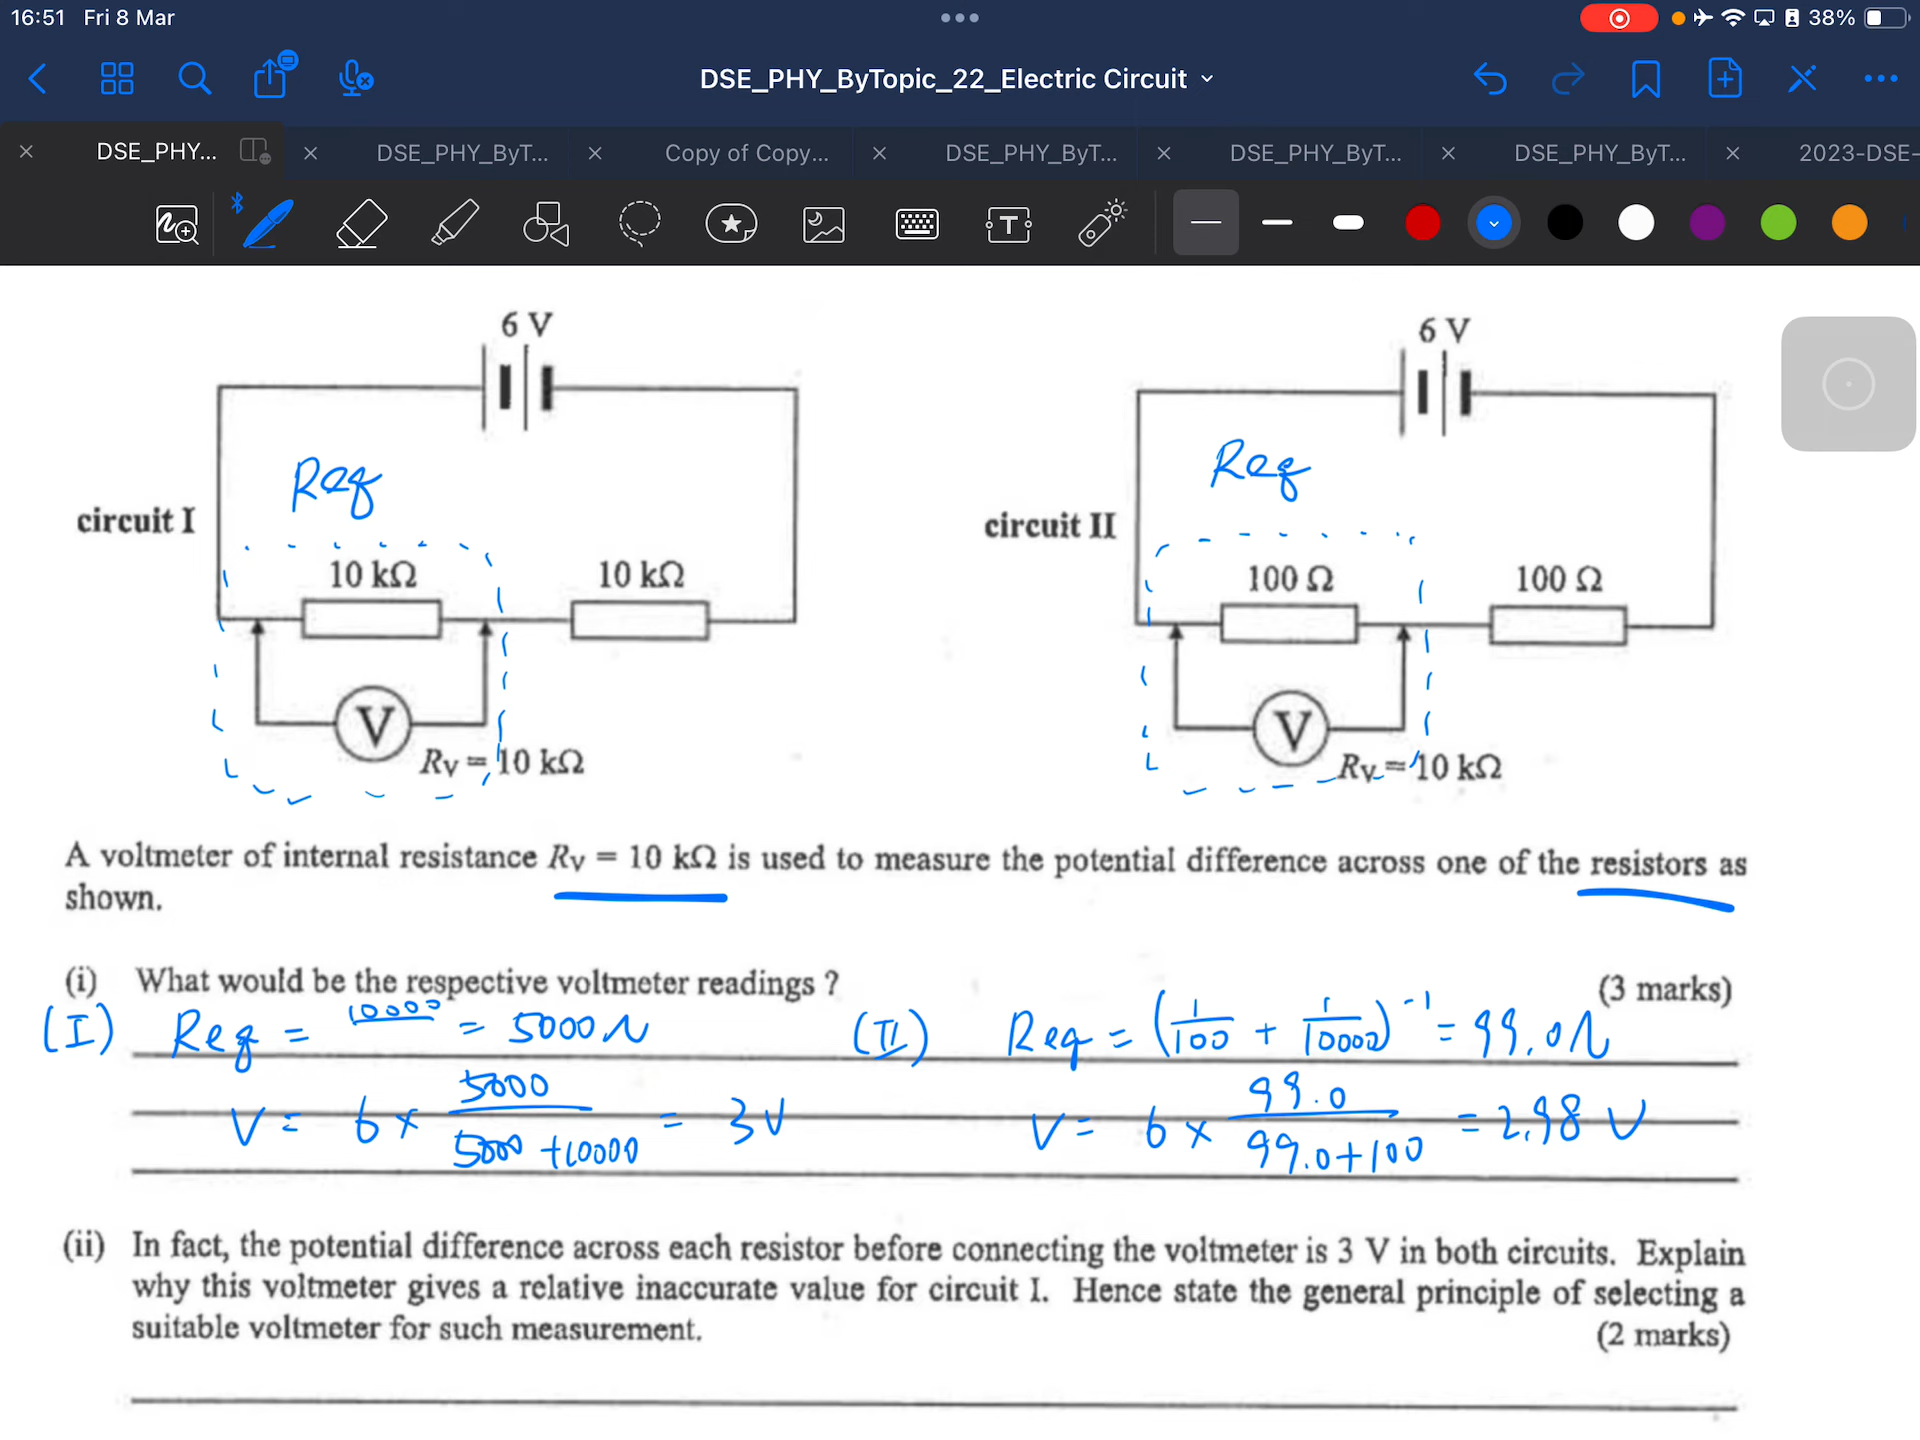 16:51 Fri 8 Mar
38%
DSE_PHY_ByTopic_22_Electric Circuit
DSE_PHY...
DSE_PHY_ByT...
Copy of Copy...
DSE_PHY_ByT...
DSE_PHY_ByT...
DSE_PHY_ByT...
2023-DSE-
6 V
6 V
Req
Req
circuit I
circuit II
10 kΩ
10 kΩ
100 Ω
100 Ω
V
V
Rv = 10 kΩ
Rv = 10 kΩ
A voltmeter of internal resistance Rv = 10 kΩ is used to measure the potential difference across one of the resistors as
shown.
(i) What would be the respective voltmeter readings ?
(3 marks)
(I) Req = 10000 = 5000Ω
(II) Req = (1/100 + 1/10000)^-1 = 99.0Ω
V = 6 × 5000/(5000 + 10000) = 3V
V = 6 × 99.0/(99.0+100) = 2.98 V
(ii) In fact, the potential difference across each resistor before connecting the voltmeter is 3 V in both circuits. Explain
why this voltmeter gives a relative inaccurate value for circuit I. Hence state the general principle of selecting a
suitable voltmeter for such measurement.
(2 marks)